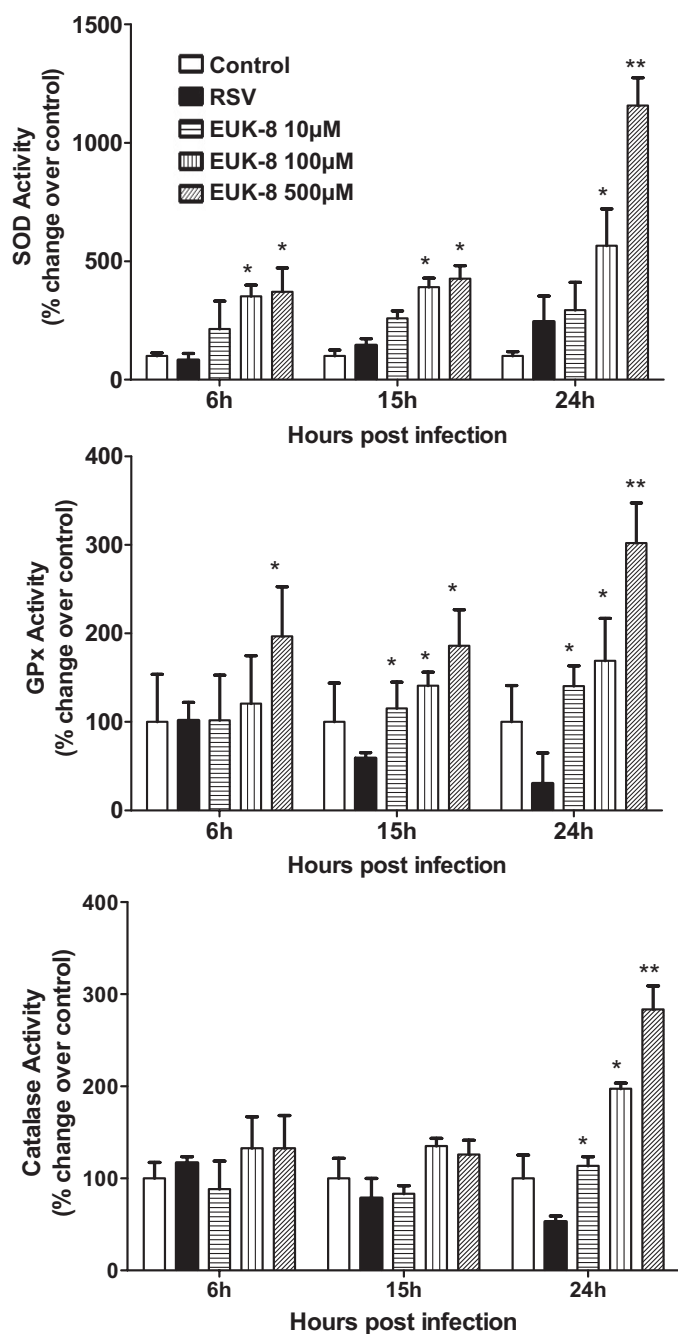 SOD Activity
(% change over control)
1500
1000
500
0
Control
RSV
EUK-8 10µM
EUK-8 100µM
EUK-8 500µM
* * * * * **
6h 15h 24h
Hours post infection
GPx Activity
(% change over control)
400
300
200
100
0
* * * * * * **
6h 15h 24h
Hours post infection
Catalase Activity
(% change over control)
400
300
200
100
0
* * **
6h 15h 24h
Hours post infection